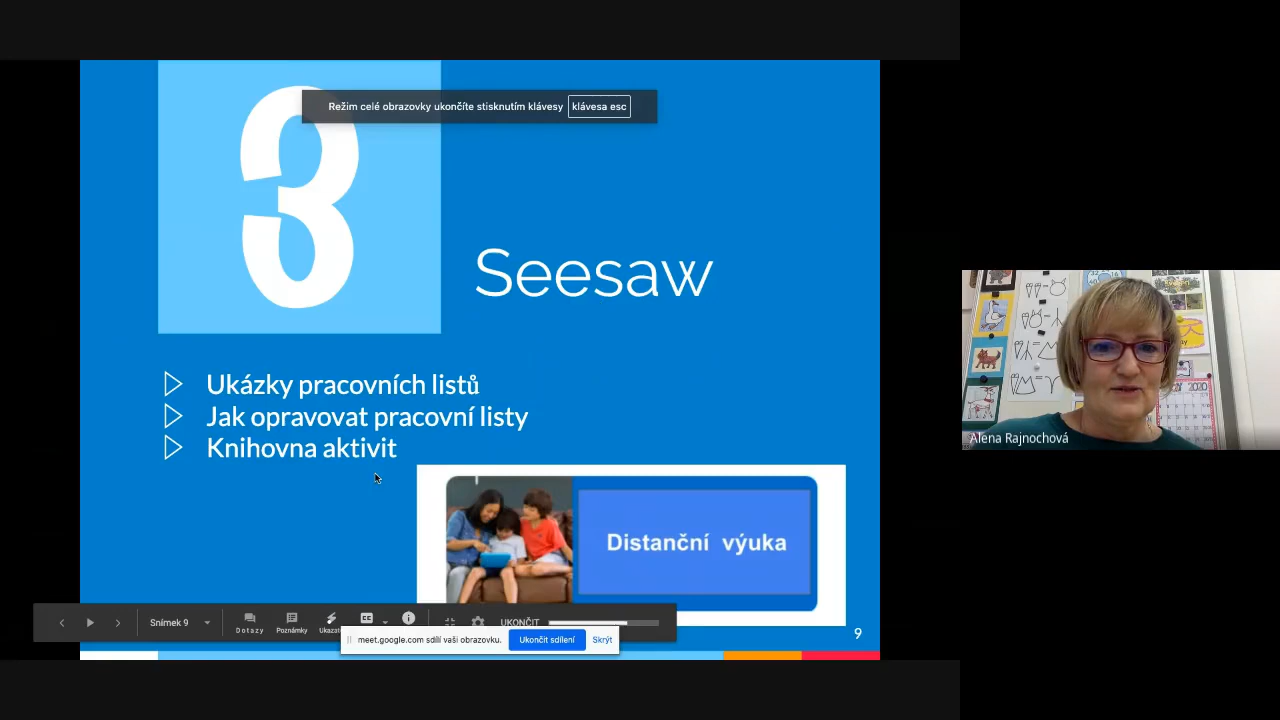 3
Režim celé obrazovky ukončíte stisknutím klávesy klávesa esc
Seesaw
Ukázky pracovních listů
Jak opravovat pracovní listy
Knihovna aktivit
Distanční výuka
Snímek 9
Dotazy
Poznámky
UKONČIT
meet.google.com sdílí vaši obrazovku.
Ukončit sdílení
Skrýt
9
Alena Rajnochová
2020